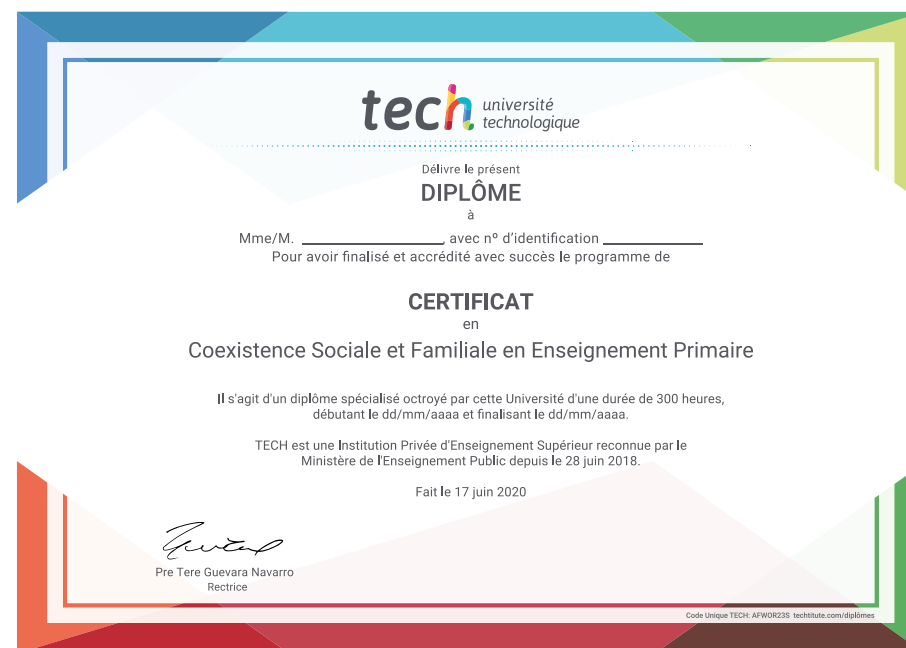 tech université
technologique
Délivre le présent
DIPLÔME
à
Mme/M. ____________, avec nº d'identification ____________
Pour avoir finalisé et accrédité avec succès le programme de
CERTIFICAT
en
Coexistence Sociale et Familiale en Enseignement Primaire
Il s'agit d'un diplôme spécialisé octroyé par cette Université d'une durée de 300 heures,
débutant le dd/mm/aaaa et finalisant le dd/mm/aaaa.
TECH est une Institution Privée d'Enseignement Supérieur reconnue par le
Ministère de l'Enseignement Public depuis le 28 juin 2018.
Fait le 17 juin 2020
Pre Tere Guevara Navarro
Rectrice
Code Unique TECH: AFWOR23S techtitute.com/diplômes